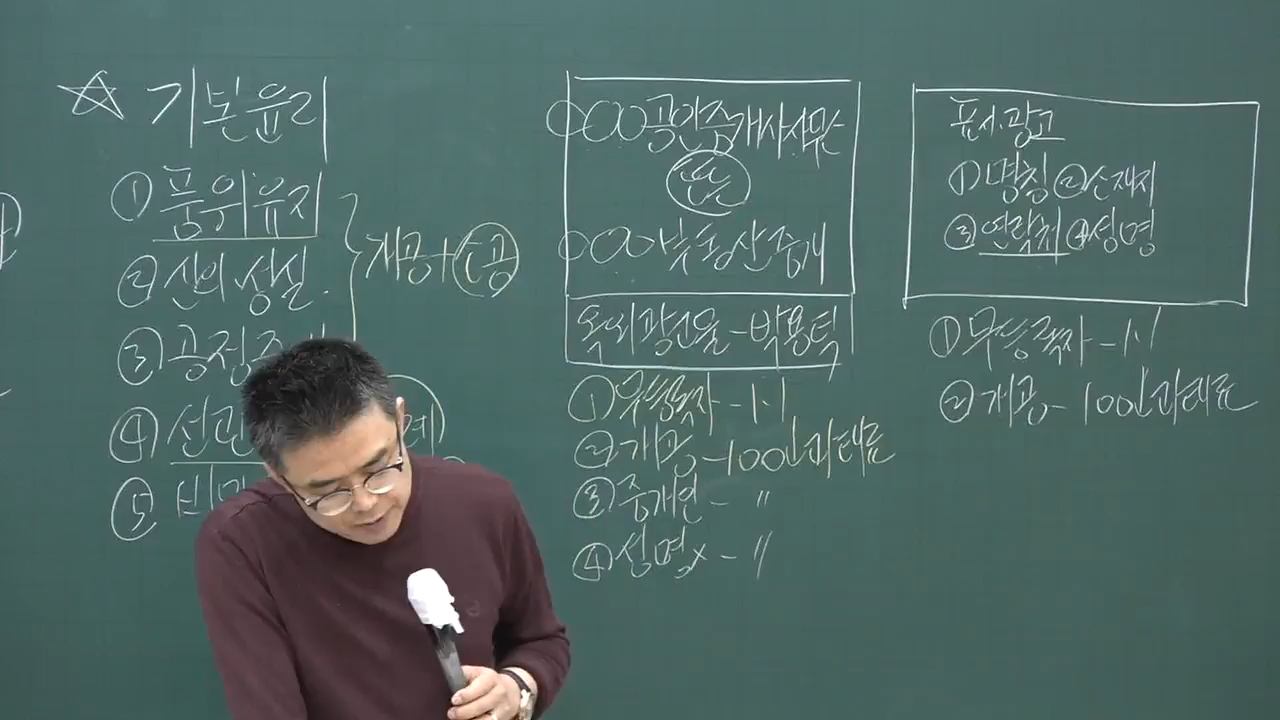 ☆ 기본윤리
① 품위유지
② 신의성실.
③ 공정중
④ 선관
⑤ 비밀
개공+소공
○○○공인중개사사무소
또는
○○○부동산중개
옥외광고물-박용덕
① 무등록자-1·1
② 개공-100만과태료
③ 중개인- 〃
④ 성명x- 〃
표시·광고
① 명칭 ② 소재지
③ 연락처 ④ 성명
① 무등록자-1·1
② 개공-100만과태료